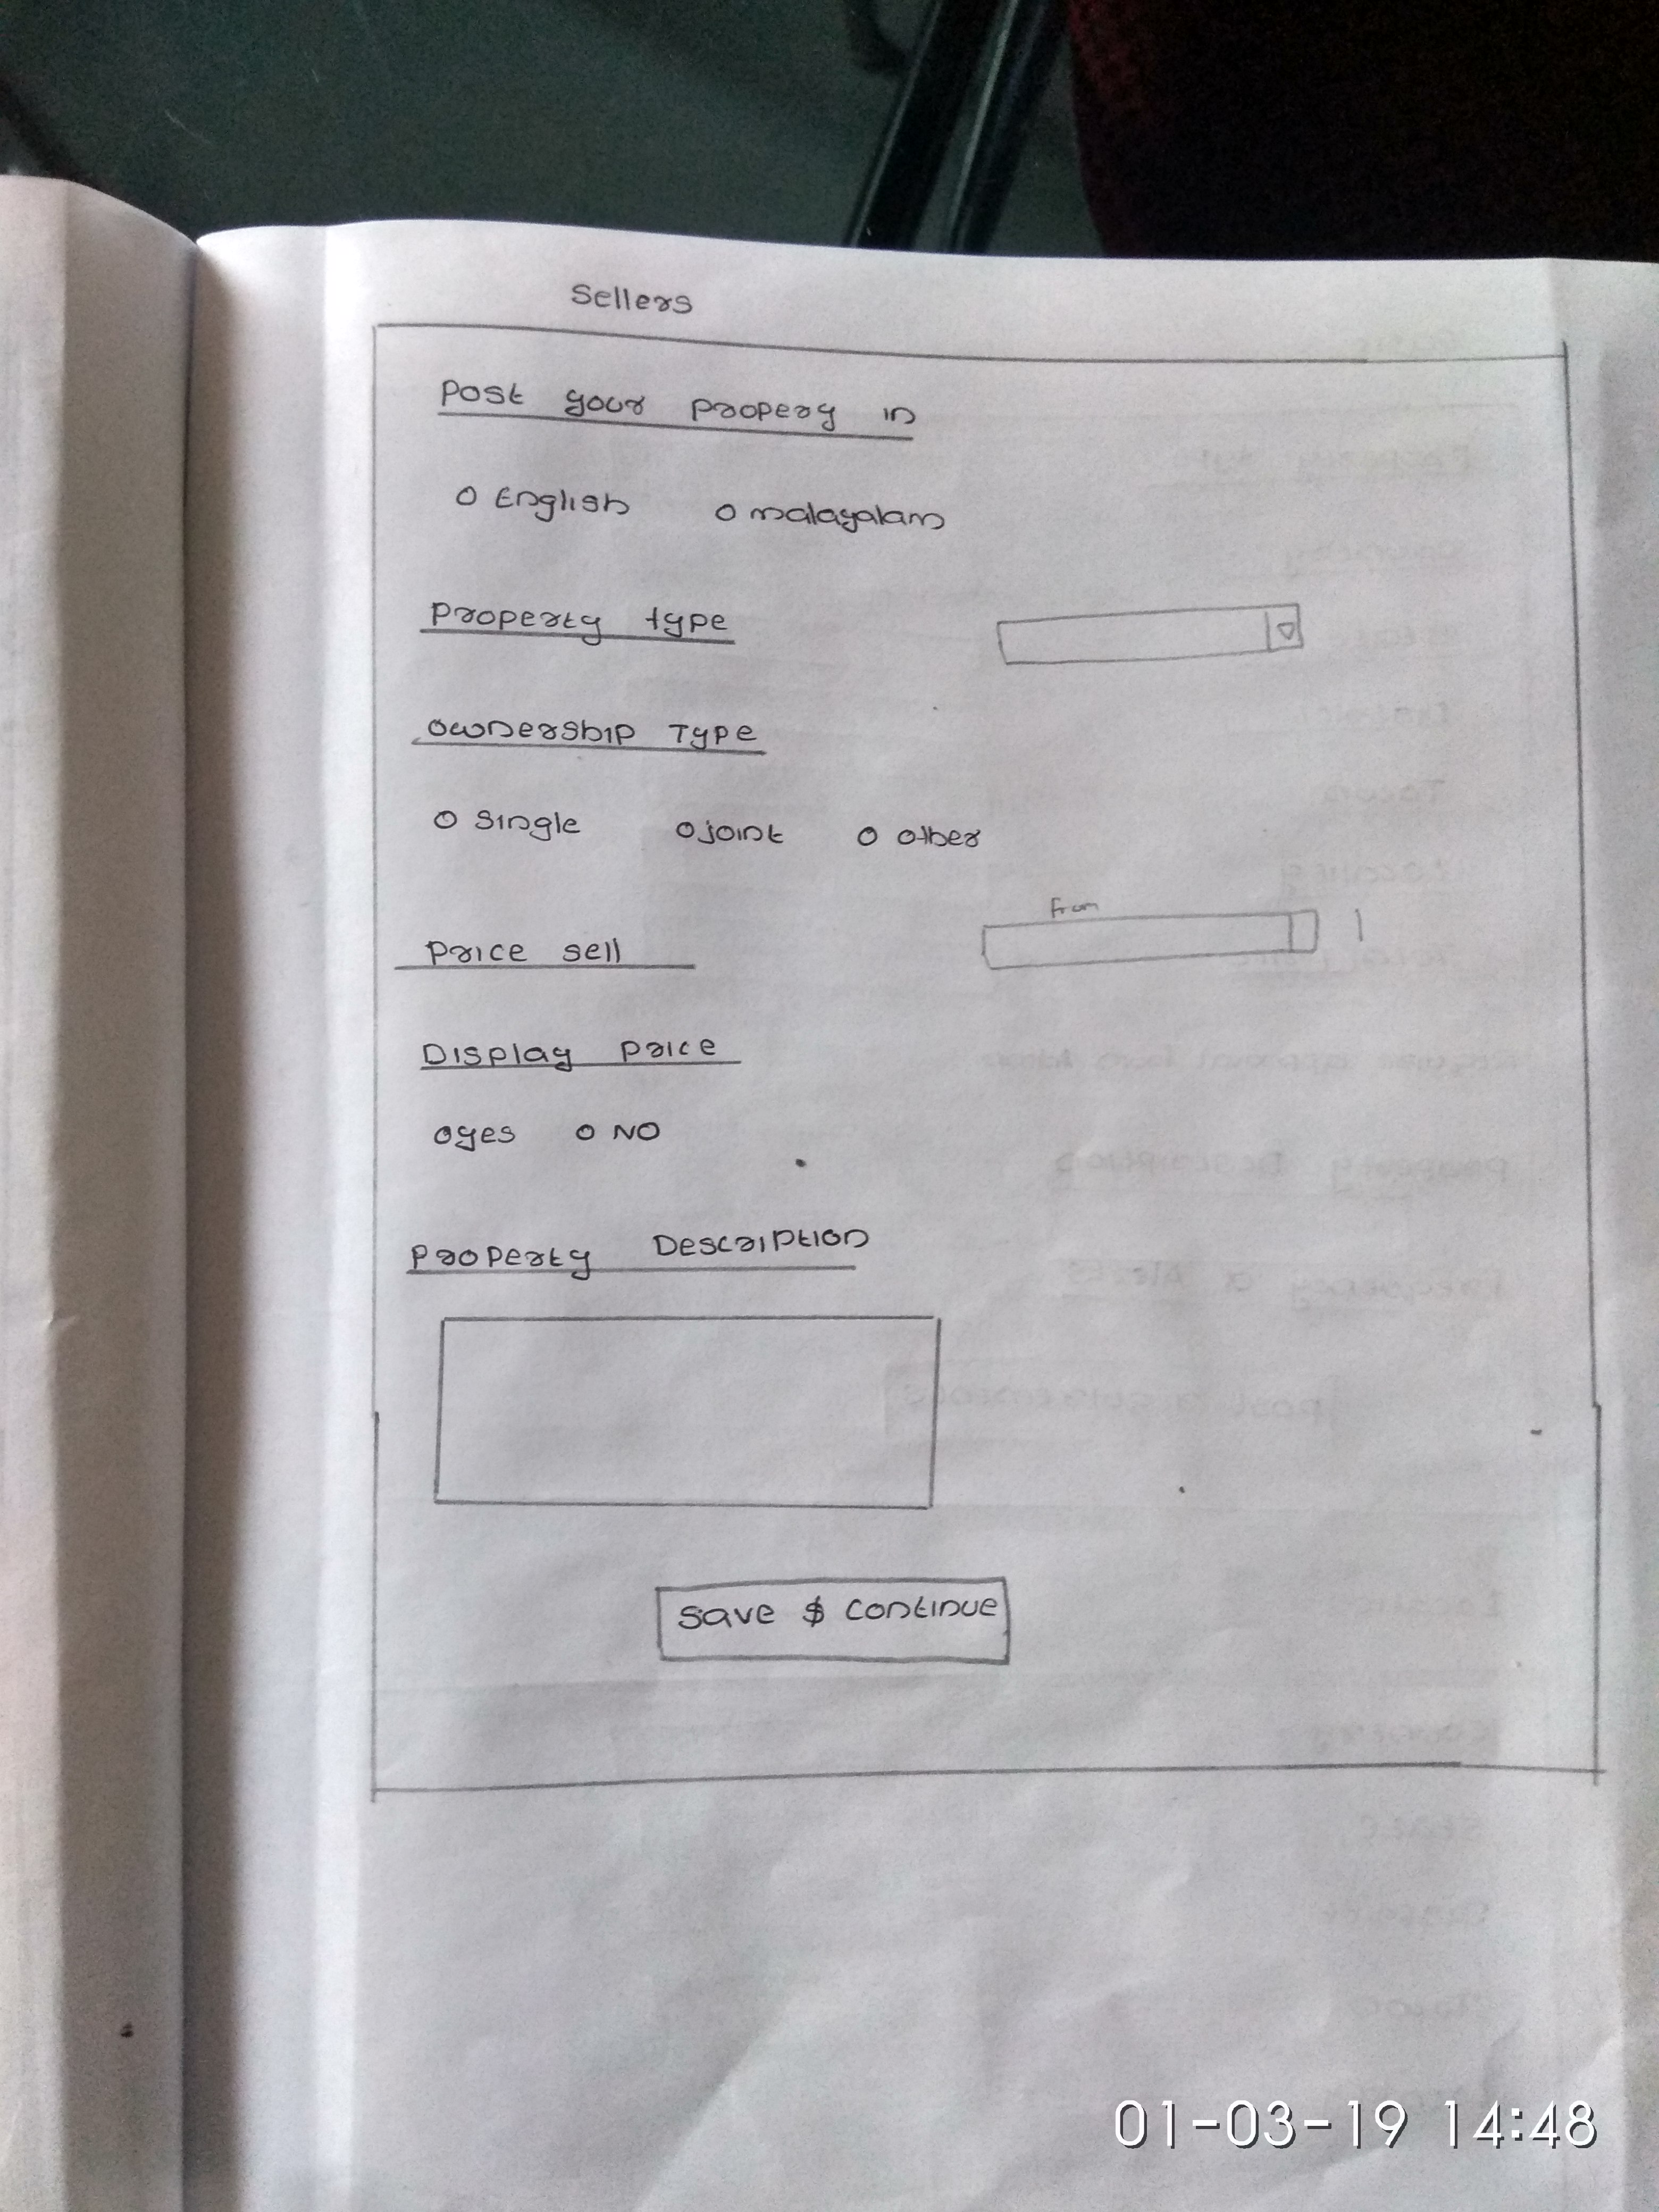 Sellers
Post your propery in
English malayalam
Property type
ownership Type
Single joint other
From
Price sell
Display price
yes NO
Property Description
Save $ continue
01-03-19 14:48